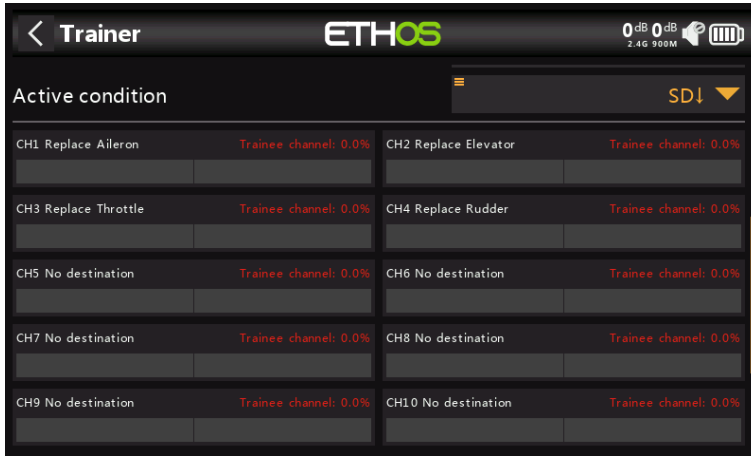 Trainer
ETHOS
0dB 0dB
2.4G 900M
Active condition
SD↓
CH1 Replace Aileron Trainee channel: 0.0%
CH2 Replace Elevator Trainee channel: 0.0%
CH3 Replace Throttle Trainee channel: 0.0%
CH4 Replace Rudder Trainee channel: 0.0%
CH5 No destination Trainee channel: 0.0%
CH6 No destination Trainee channel: 0.0%
CH7 No destination Trainee channel: 0.0%
CH8 No destination Trainee channel: 0.0%
CH9 No destination Trainee channel: 0.0%
CH10 No destination Trainee channel: 0.0%